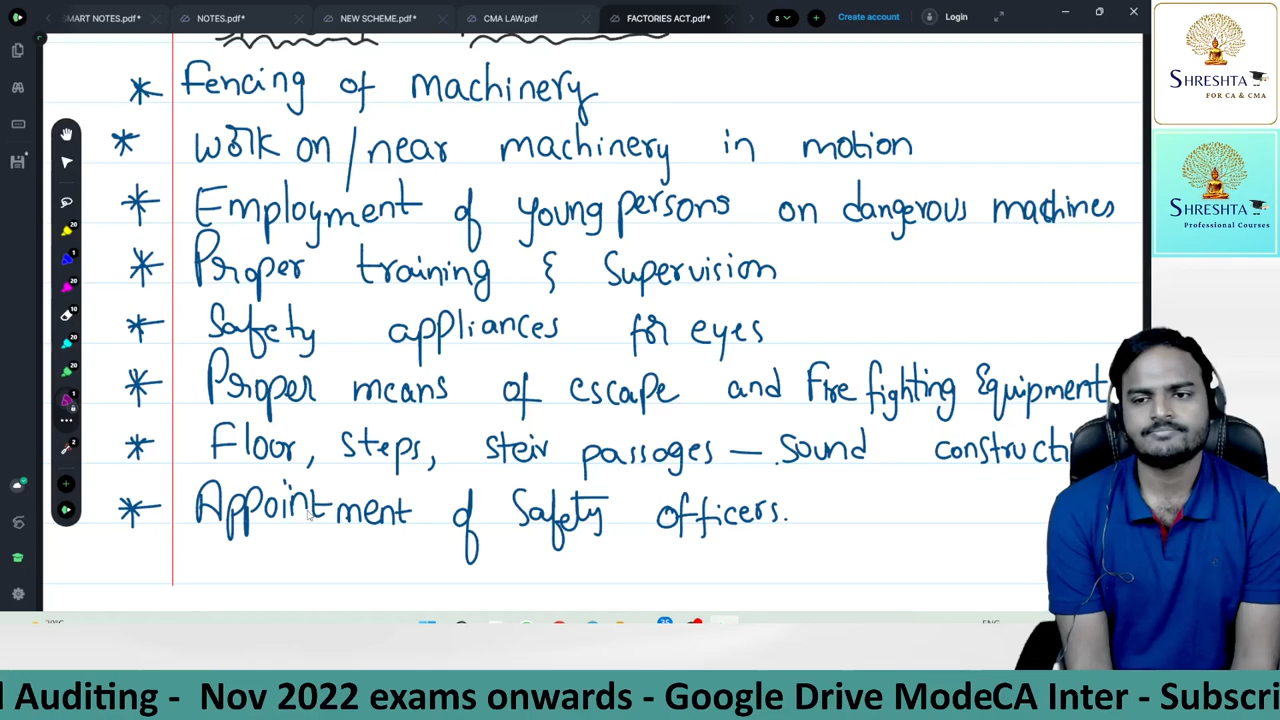 SMART NOTES.pdf* NOTES.pdf* NEW SCHEME.pdf* CMA LAW.pdf FACTORIES ACT.pdf* 8 Create account Login
SHRESHTA
FOR CA & CMA
SHRESHTA
Professional Courses
* Fencing of machinery
* Work on / near machinery in motion
* Employment of young persons on dangerous machines
* Proper training & Supervision
* Safety appliances for eyes
* Proper means of escape and Fire fighting Equipment
* Floor, steps, steir passages — sound constructi
* Appointment of Safety officers.
ENG
d Auditing - Nov 2022 exams onwards - Google Drive ModeCA Inter - Subscri